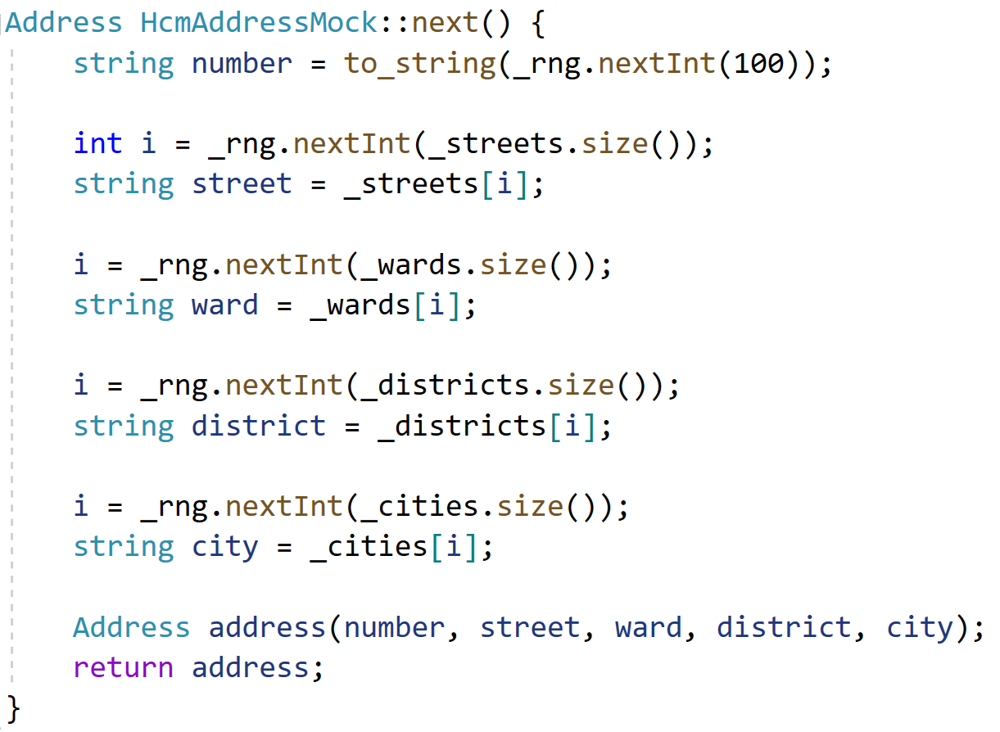 Address HcmAddressMock::next() {
    string number = to_string(_rng.nextInt(100));
    int i = _rng.nextInt(_streets.size());
    string street = _streets[i];
    i = _rng.nextInt(_wards.size());
    string ward = _wards[i];
    i = _rng.nextInt(_districts.size());
    string district = _districts[i];
    i = _rng.nextInt(_cities.size());
    string city = _cities[i];
    Address address(number, street, ward, district, city);
    return address;
}